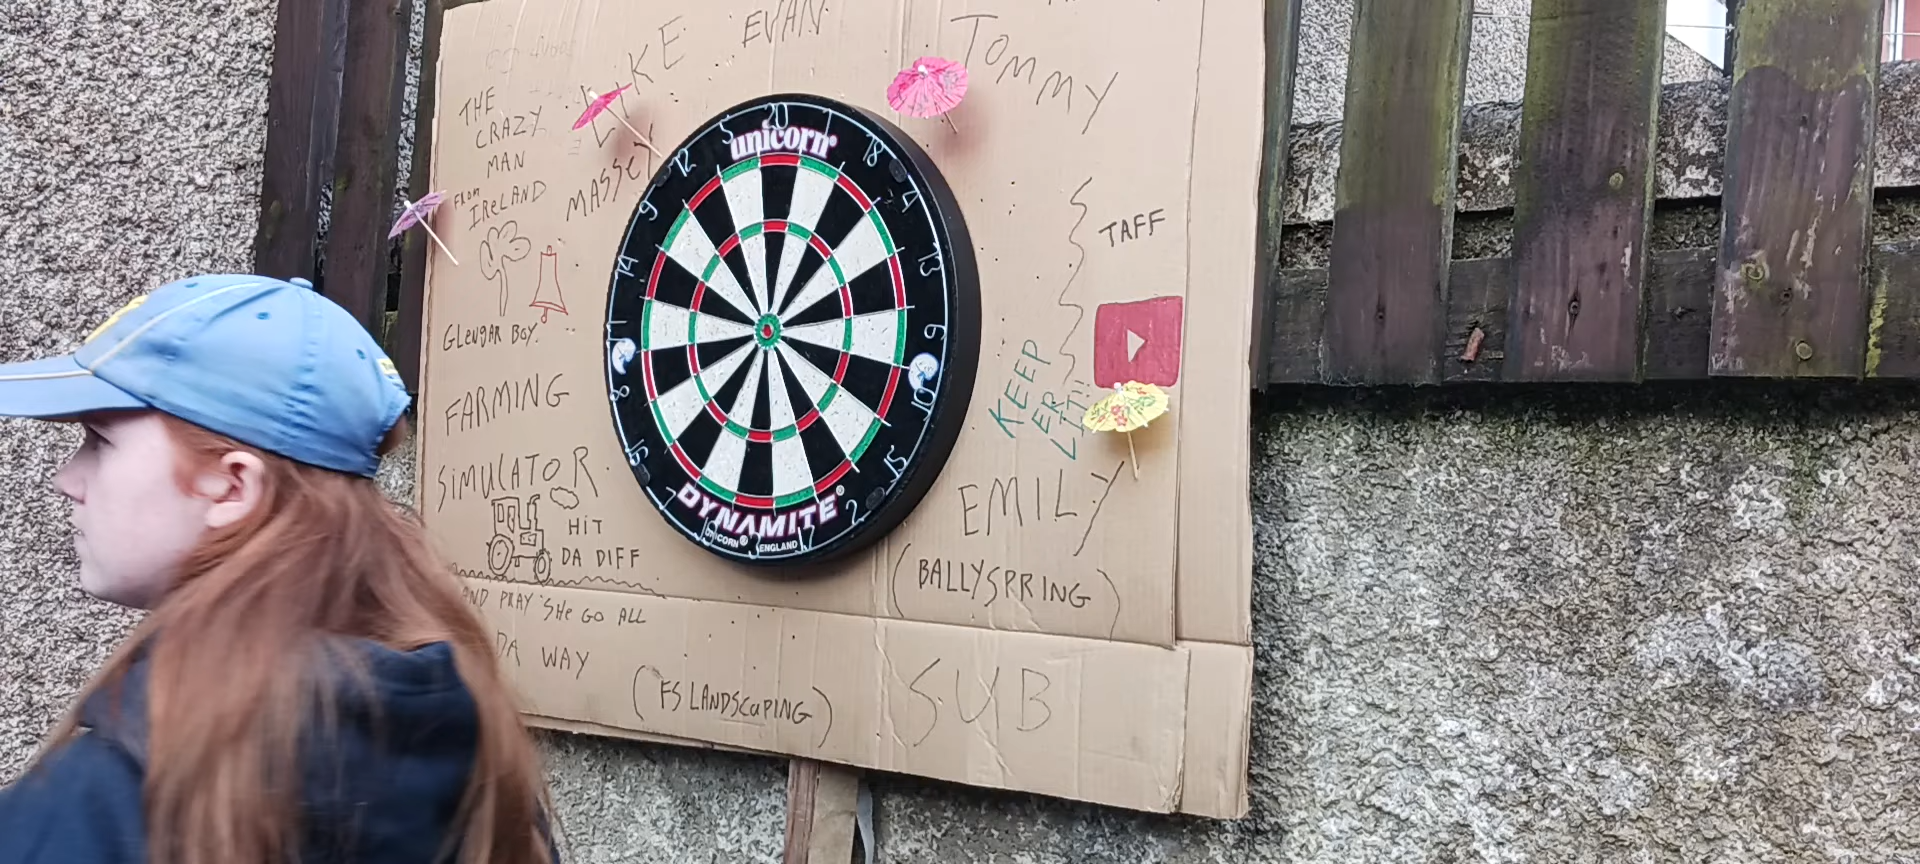 EVAN
TOMMY
THE
CRAZY
MAN
FROM
IRELAND
MASSEY
TAFF
GLENGAR BOY.
FARMING
SIMULATOR.
HIT
DA DIFF
AND PRAY SHE GO ALL
DA WAY
(FS LANDSCAPING)
KEEP
ER
LIT!!
EMILY
(BALLYSPRING)
SUB
unicorn®
20
1
18
4
13
6
10
15
2
17
3
19
7
16
8
11
14
9
12
5
DYNAMITE®
UNICORN® ENGLAND